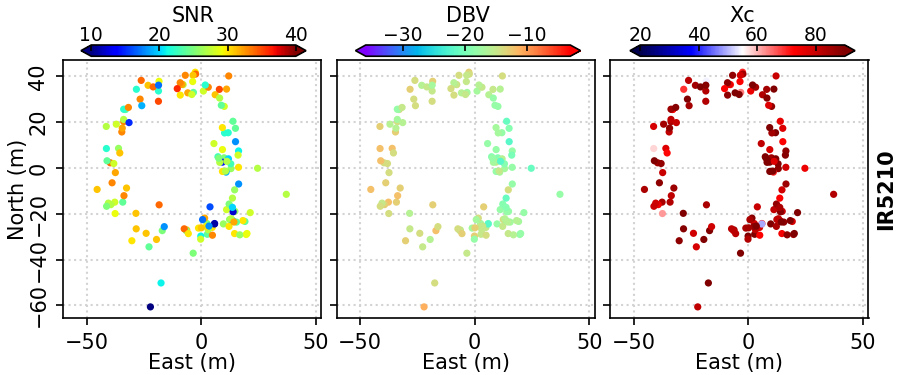 SNR DBV Xc
10 20 30 40 −30 −20 −10 20 40 60 80
North (m)
40
20
0
−20
−40
−60
−50 0 50 −50 0 50 −50 0 50
East (m) East (m) East (m)
IR5210